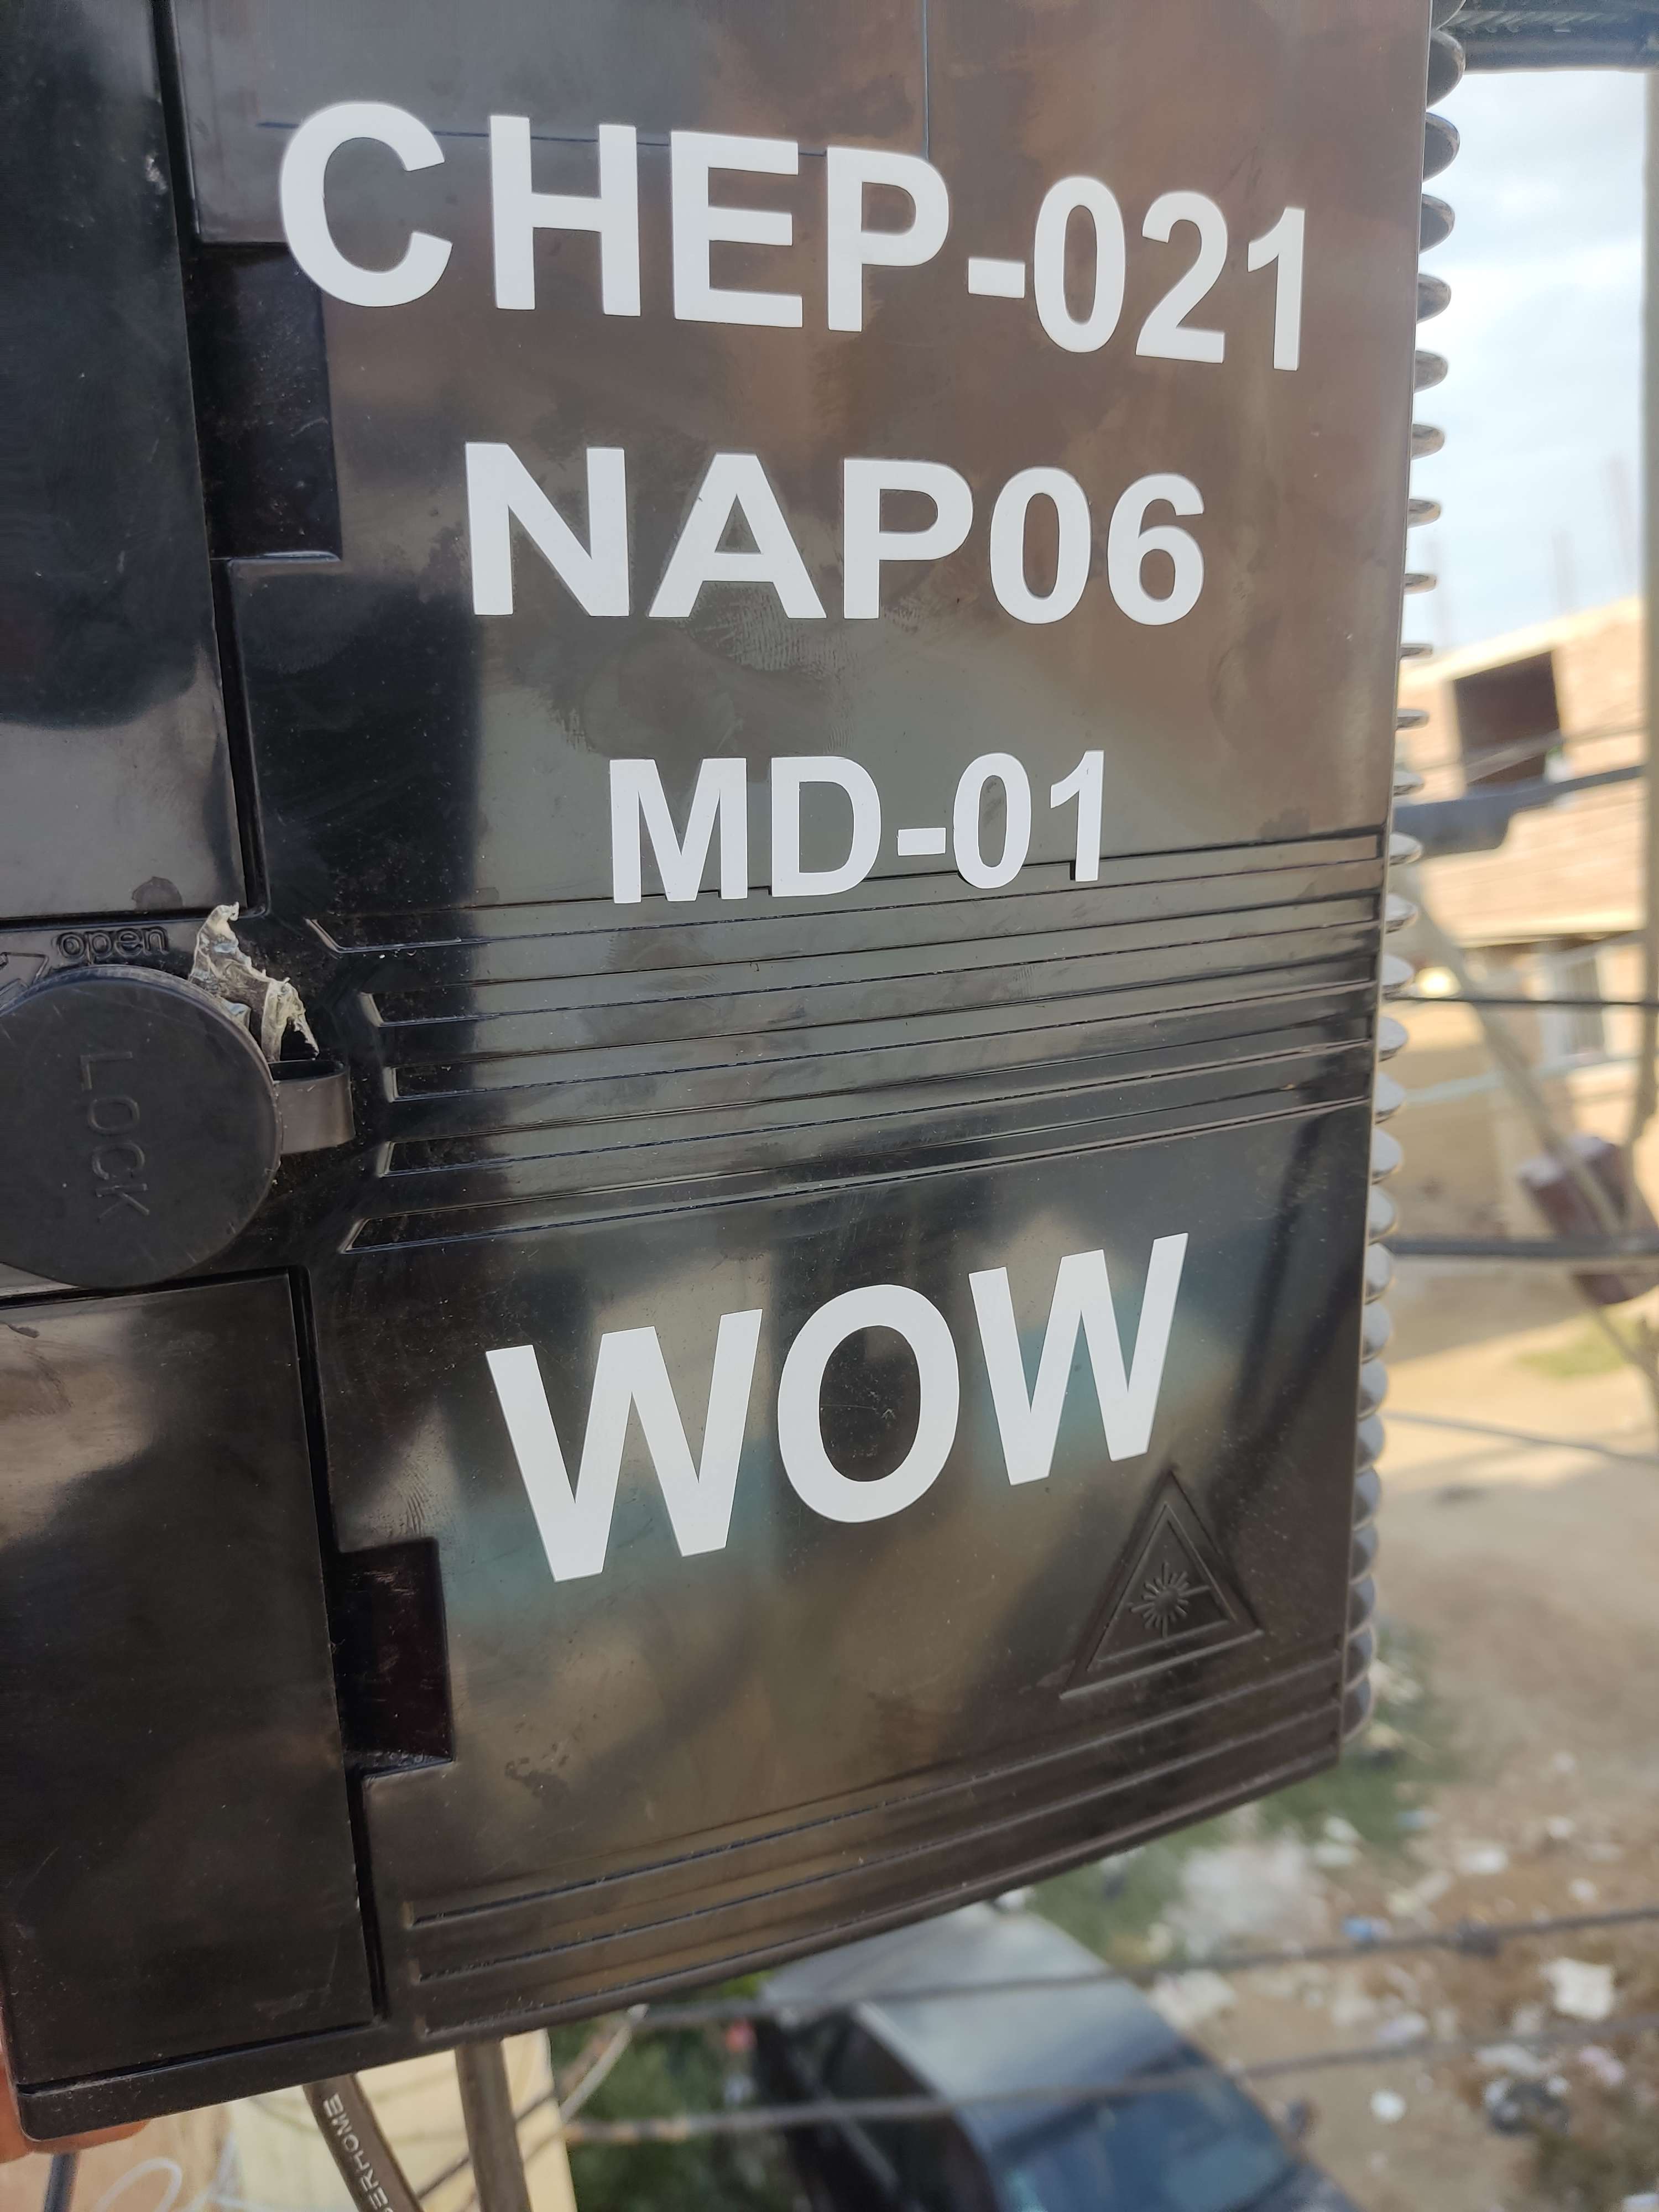 CHEP-021
NAP06
MD-01
open
LOCK
WOW